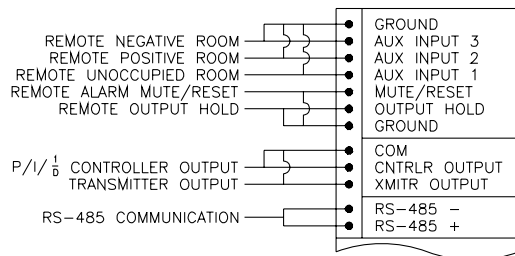 GROUND
REMOTE NEGATIVE ROOM AUX INPUT 3
REMOTE POSITIVE ROOM AUX INPUT 2
REMOTE UNOCCUPIED ROOM AUX INPUT 1
REMOTE ALARM MUTE/RESET MUTE/RESET
REMOTE OUTPUT HOLD OUTPUT HOLD
GROUND
COM
P/I/ 1/D CONTROLLER OUTPUT CNTRLR OUTPUT
TRANSMITTER OUTPUT XMITR OUTPUT
RS-485 -
RS-485 COMMUNICATION
RS-485 +